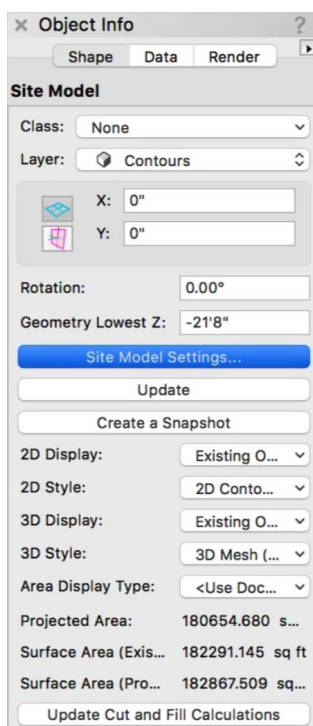 Object Info ?
Shape Data Render
Site Model
Class: None
Layer: Contours
X: 0"
Y: 0"
Rotation: 0.00°
Geometry Lowest Z: -21'8"
Site Model Settings...
Update
Create a Snapshot
2D Display: Existing O...
2D Style: 2D Conto...
3D Display: Existing O...
3D Style: 3D Mesh (...
Area Display Type: <Use Doc...
Projected Area: 180654.680 s...
Surface Area (Exis... 182291.145 sq ft
Surface Area (Pro... 182867.509 sq...
Update Cut and Fill Calculations